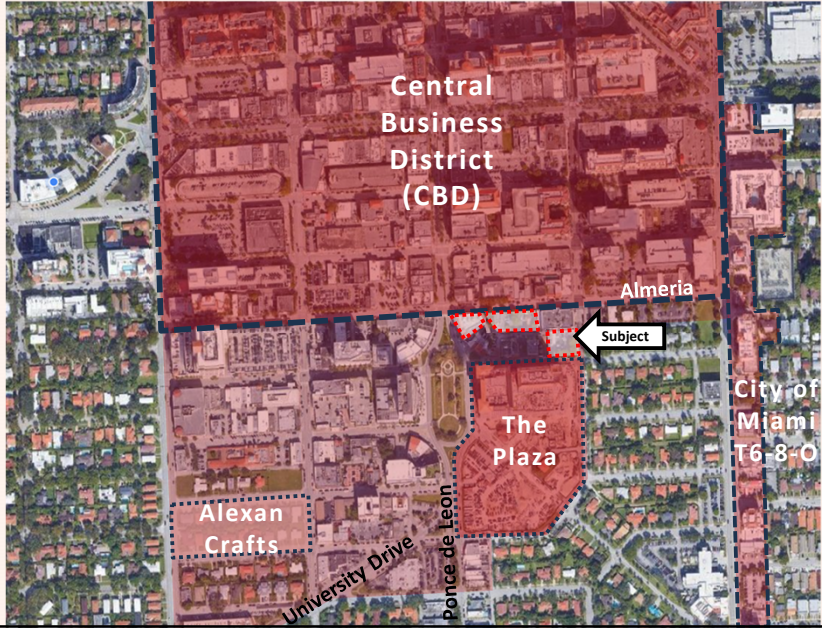 Central
Business
District
(CBD)
Almeria
Subject
City of
Miami
T6-8-O
The
Plaza
Alexan
Crafts
University Drive
Ponce de Leon